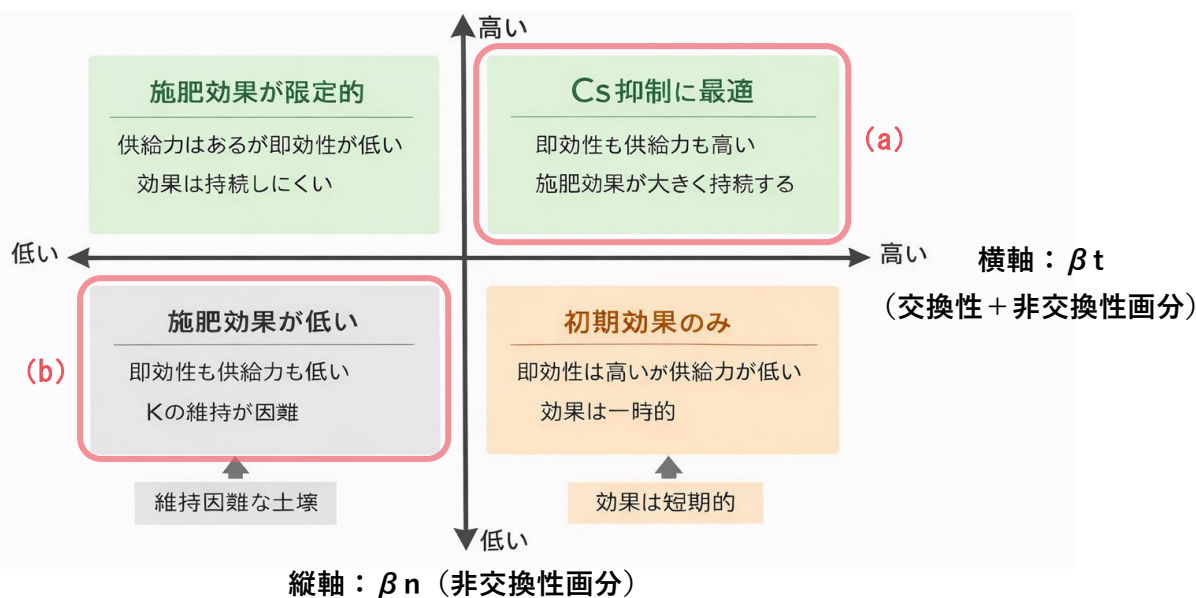 高い
施肥効果が限定的
供給力はあるが即効性が低い
効果は持続しにくい
Cs抑制に最適
即効性も供給力も高い
施肥効果が大きく持続する
(a)
低い
高い
横軸:βt
(交換性+非交換性画分)
(b)
施肥効果が低い
即効性も供給力も低い
Kの維持が因難
初期効果のみ
即効性は高いが供給力が低い
効果は一時的
維持因難な土壌
効果は短期的
低い
縦軸:βn(非交換性画分)